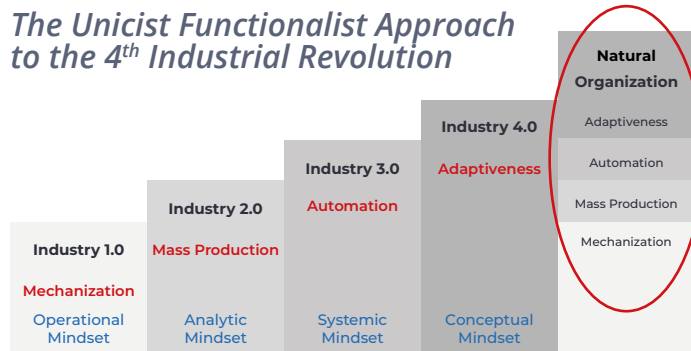 The Unicist Functionalist Approach
to the 4th Industrial Revolution
Industry 1.0
Mechanization
Operational
Mindset
Industry 2.0
Mass Production
Analytic
Mindset
Industry 3.0
Automation
Systemic
Mindset
Industry 4.0
Adaptiveness
Conceptual
Mindset
Natural
Organization
Adaptiveness
Automation
Mass Production
Mechanization